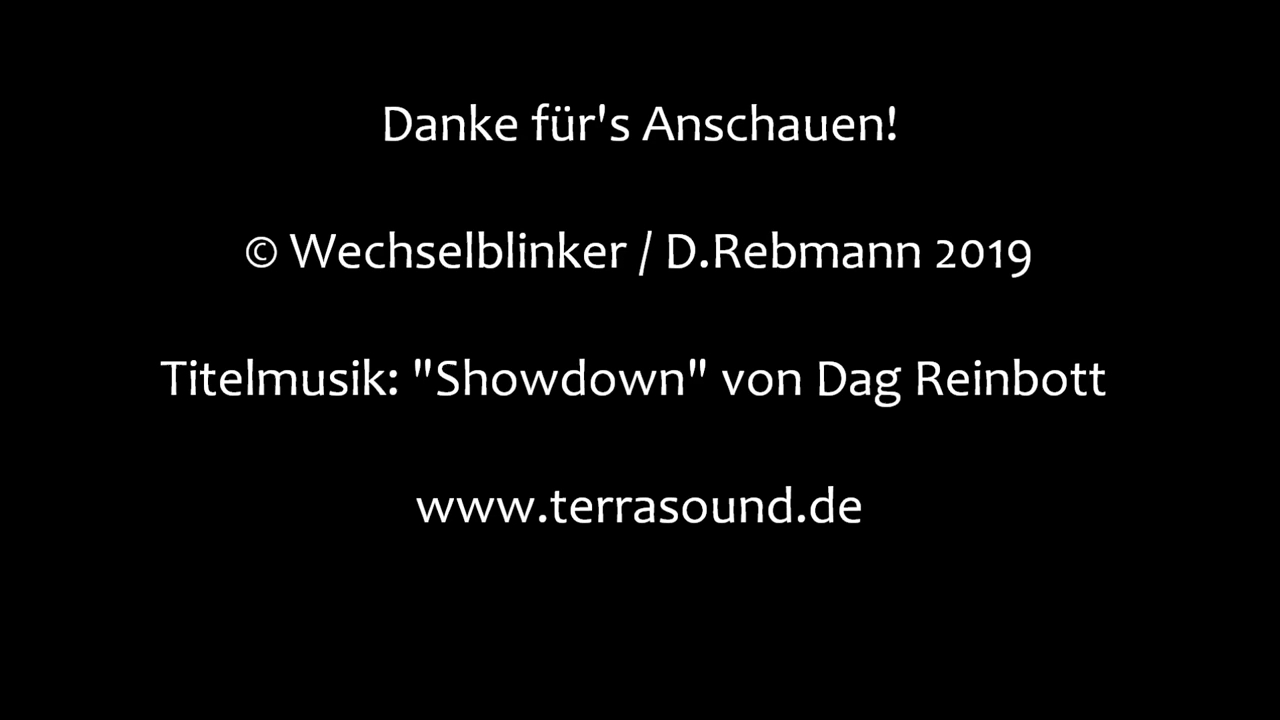 Danke für's Anschauen!
© Wechselblinker / D.Rebmann 2019
Titelmusik: "Showdown" von Dag Reinbott
www.terrasound.de